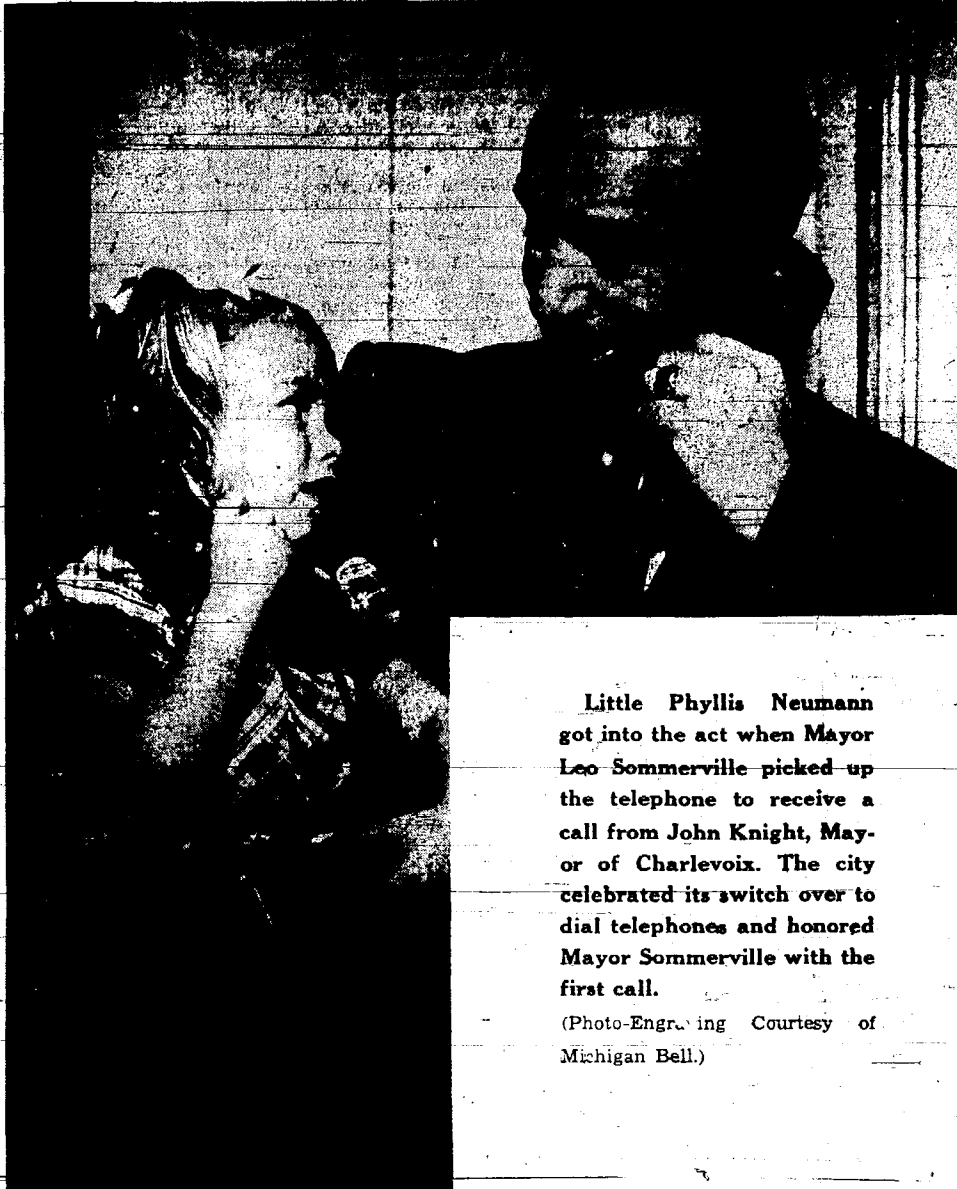 Little Phyllis Neumann
got into the act when Mayor
Leo Sommerville picked up
the telephone to receive a
call from John Knight, May-
or of Charlevoix. The city
celebrated its switch over to
dial telephones and honored
Mayor Sommerville with the
first call.
(Photo-Engraving Courtesy of
Michigan Bell.)